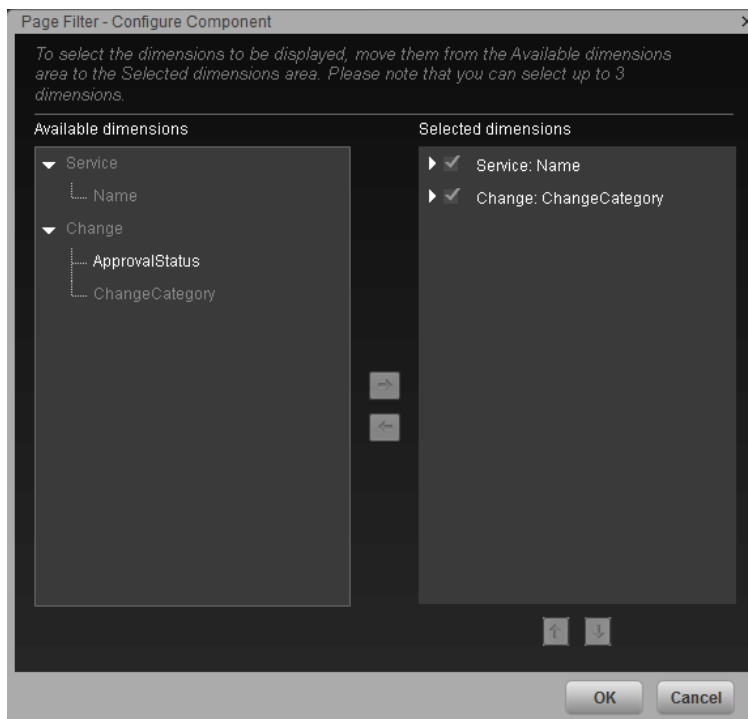 Page Filter - Configure Component
To select the dimensions to be displayed, move them from the Available dimensions
area to the Selected dimensions area. Please note that you can select up to 3
dimensions.
Available dimensions
Service
Name
Change
ApprovalStatus
ChangeCategory
Selected dimensions
Service: Name
Change: ChangeCategory
OK
Cancel